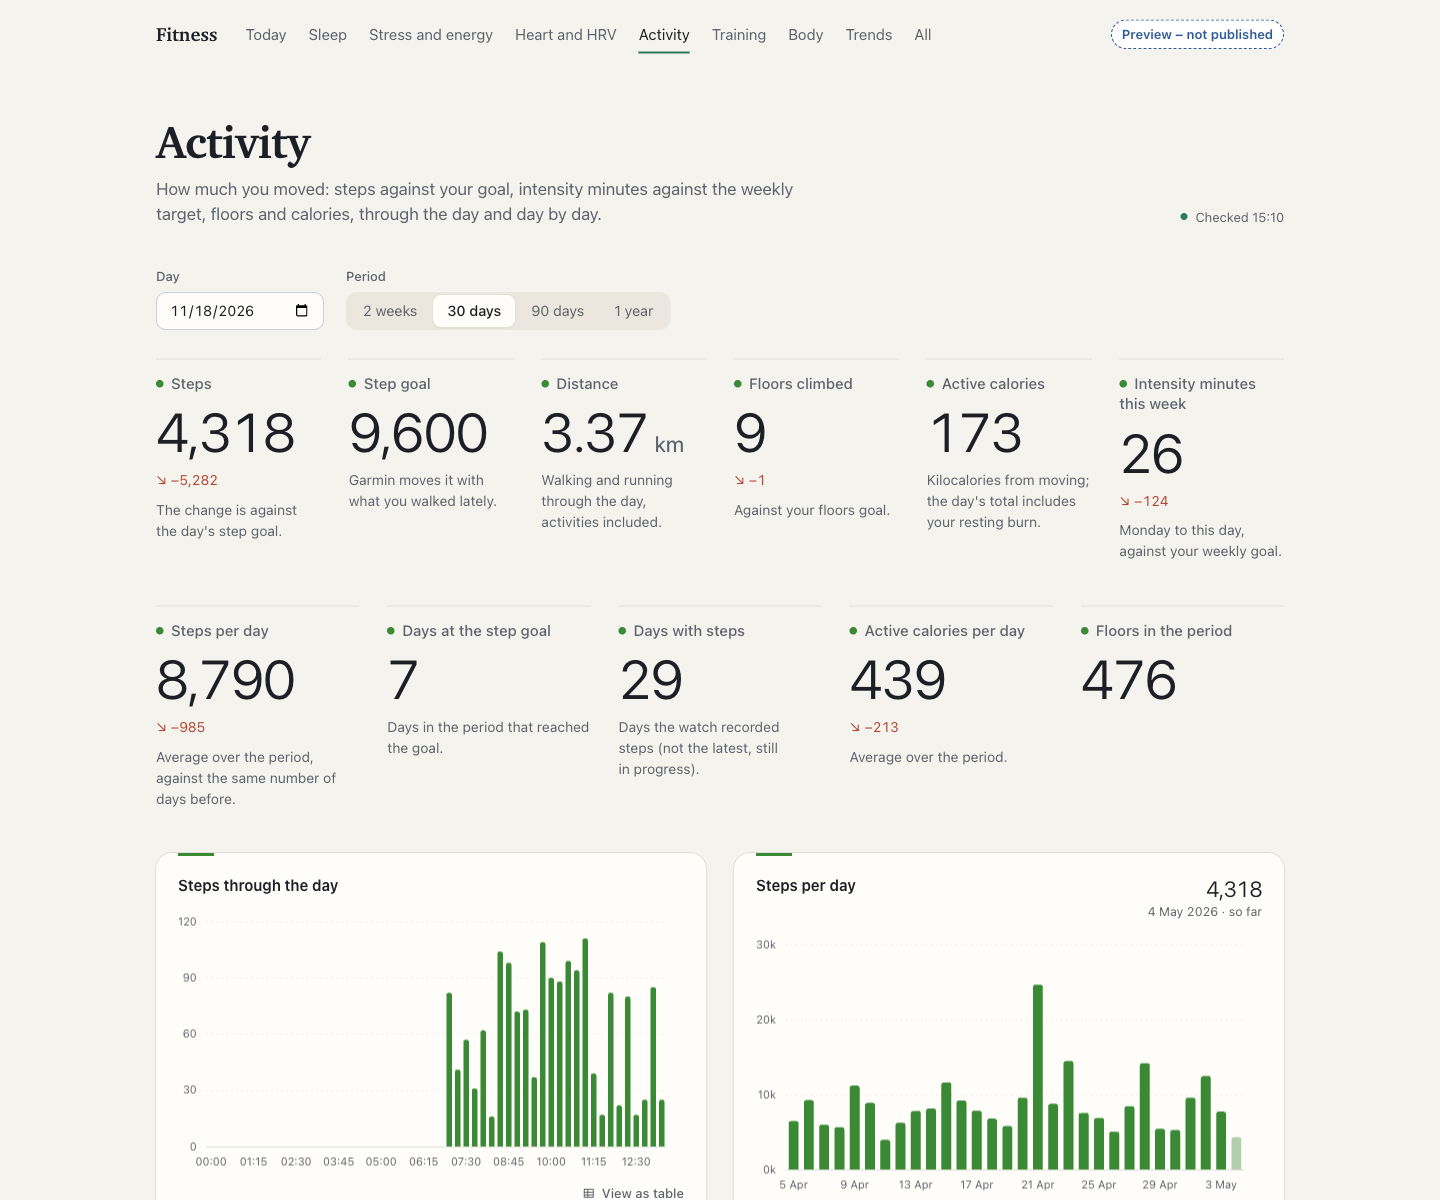 Fitness Today Sleep Stress and energy Heart and HRV Activity Training Body Trends All Preview – not published
Activity
How much you moved: steps against your goal, intensity minutes against the weekly
target, floors and calories, through the day and day by day.
Checked 15:10
Day
11/18/2026
Period
2 weeks 30 days 90 days 1 year
Steps
4,318
↘ −5,282
The change is against
the day's step goal.
Step goal
9,600
Garmin moves it with
what you walked lately.
Distance
3.37 km
Walking and running
through the day,
activities included.
Floors climbed
9
↘ −1
Against your floors goal.
Active calories
173
Kilocalories from moving;
the day's total includes
your resting burn.
Intensity minutes
this week
26
↘ −124
Monday to this day,
against your weekly goal.
Steps per day
8,790
↘ −985
Average over the period,
against the same number of
days before.
Days at the step goal
7
Days in the period that reached
the goal.
Days with steps
29
Days the watch recorded
steps (not the latest, still
in progress).
Active calories per day
439
↘ −213
Average over the period.
Floors in the period
476
Steps through the day
120
90
60
30
0
00:00 01:15 02:30 03:45 05:00 06:15 07:30 08:45 10:00 11:15 12:30
View as table
Steps per day
4,318
4 May 2026 · so far
30k
20k
10k
0k
5 Apr 9 Apr 13 Apr 17 Apr 21 Apr 25 Apr 29 Apr 3 May